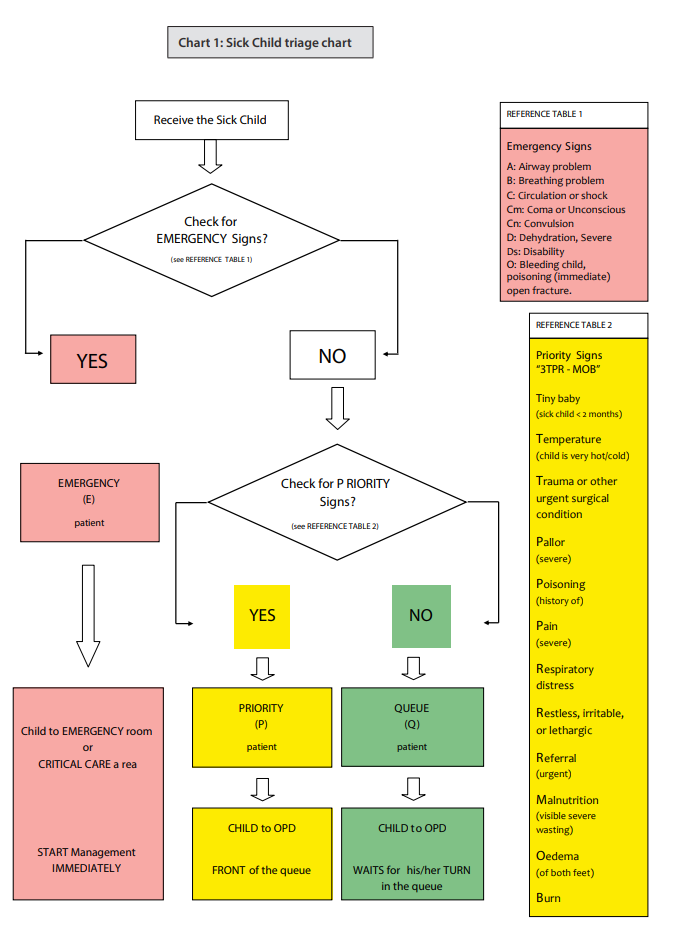 Chart 1: Sick Child triage chart
Receive the Sick Child
Check for
EMERGENCY Signs?
(see REFERENCE TABLE 1)
YES
NO
EMERGENCY
(E)
patient
Check for P RIORITY
Signs?
(see REFERENCE TABLE 2)
YES
NO
Child to EMERGENCY room
or
CRITICAL CARE a rea
START Management
IMMEDIATELY
PRIORITY
(P)
patient
QUEUE
(Q)
patient
CHILD to OPD
FRONT of the queue
CHILD to OPD
WAITS for his/her TURN
in the queue
REFERENCE TABLE 1
Emergency Signs
A: Airway problem
B: Breathing problem
C: Circulation or shock
Cm: Coma or Unconscious
Cn: Convulsion
D: Dehydration, Severe
Ds: Disability
O: Bleeding child,
poisoning (immediate)
open fracture.
REFERENCE TABLE 2
Priority Signs
"3TPR - MOB"
Tiny baby
(sick child < 2 months)
Temperature
(child is very hot/cold)
Trauma or other
urgent surgical
condition
Pallor
(severe)
Poisoning
(history of)
Pain
(severe)
Respiratory
distress
Restless, irritable,
or lethargic
Referral
(urgent)
Malnutrition
(visible severe
wasting)
Oedema
(of both feet)
Burn